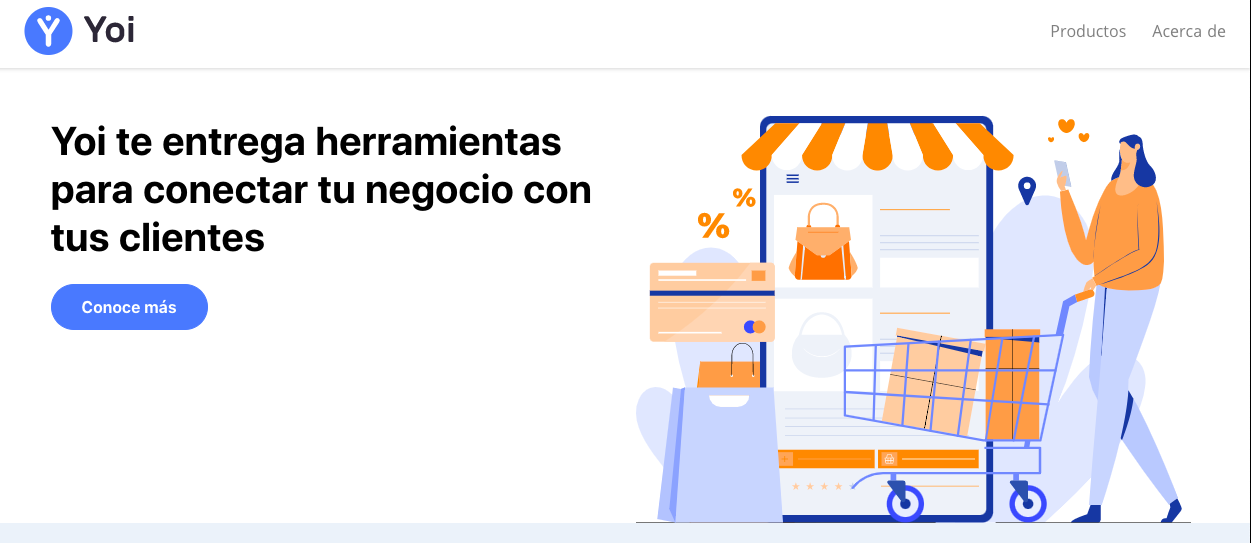 Yoi
Productos
Acerca de
Yoi te entrega herramientas
para conectar tu negocio con
tus clientes
Conoce más
%
%